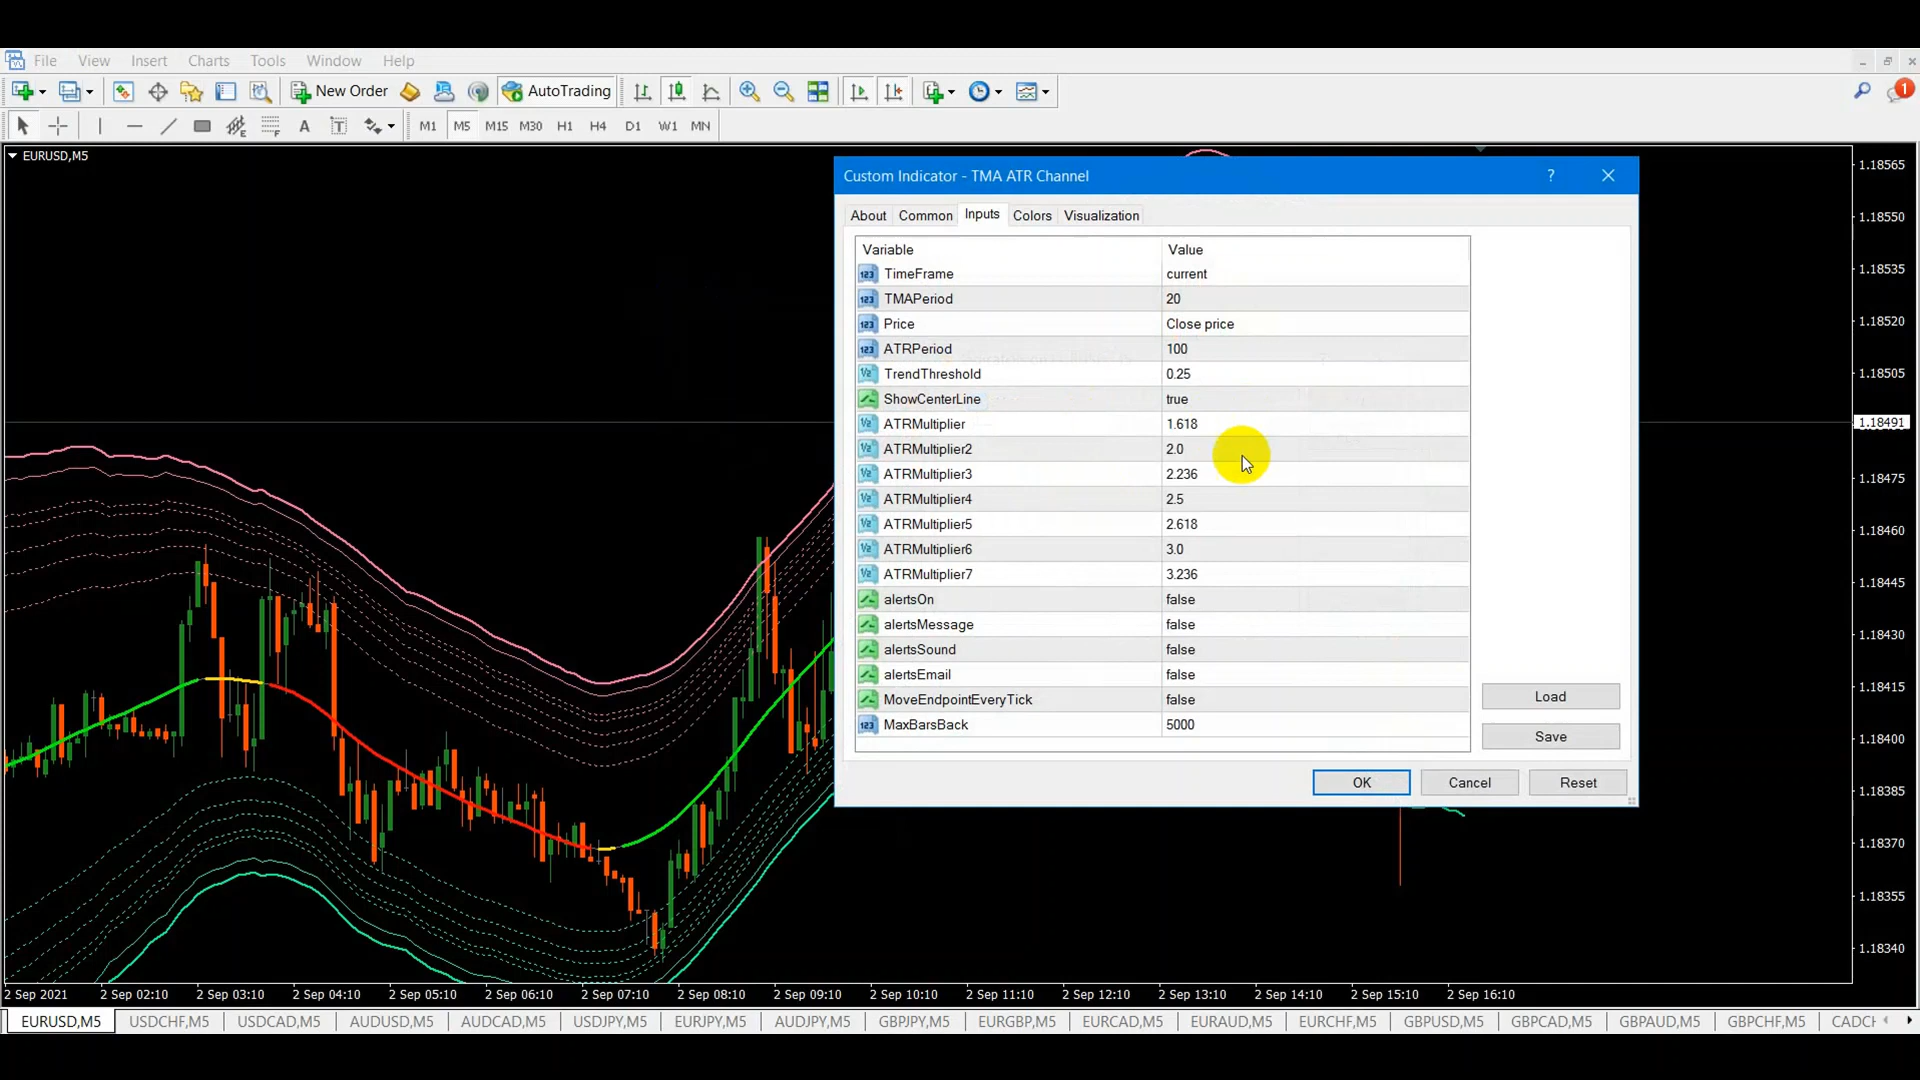 File View Insert Charts Tools Window Help
New Order AutoTrading 1
A T M1 M5 M15 M30 H1 H4 D1 W1 MN
EURUSD,M5
Custom Indicator - TMA ATR Channel
About Common Inputs Colors Visualization
Variable Value
TimeFrame current
TMAPeriod 20
Price Close price
ATRPeriod 100
TrendThreshold 0.25
ShowCenterLine true
ATRMultiplier 1.618
ATRMultiplier2 2.0
ATRMultiplier3 2.236
ATRMultiplier4 2.5
ATRMultiplier5 2.618
ATRMultiplier6 3.0
ATRMultiplier7 3.236
alertsOn false
alertsMessage false
alertsSound false
alertsEmail false
MoveEndpointEveryTick false
MaxBarsBack 5000
Load
Save
OK Cancel Reset
1.18565
1.18550
1.18535
1.18520
1.18505
1.18491
1.18475
1.18460
1.18445
1.18430
1.18415
1.18400
1.18385
1.18370
1.18355
1.18340
2 Sep 2021 2 Sep 02:10 2 Sep 03:10 2 Sep 04:10 2 Sep 05:10 2 Sep 06:10 2 Sep 07:10 2 Sep 08:10 2 Sep 09:10 2 Sep 10:10 2 Sep 11:10 2 Sep 12:10 2 Sep 13:10 2 Sep 14:10 2 Sep 15:10 2 Sep 16:10
EURUSD,M5 USDCHF,M5 USDCAD,M5 AUDUSD,M5 AUDCAD,M5 USDJPY,M5 EURJPY,M5 AUDJPY,M5 GBPJPY,M5 EURGBP,M5 EURCAD,M5 EURAUD,M5 EURCHF,M5 GBPUSD,M5 GBPCAD,M5 GBPAUD,M5 GBPCHF,M5 CADCH